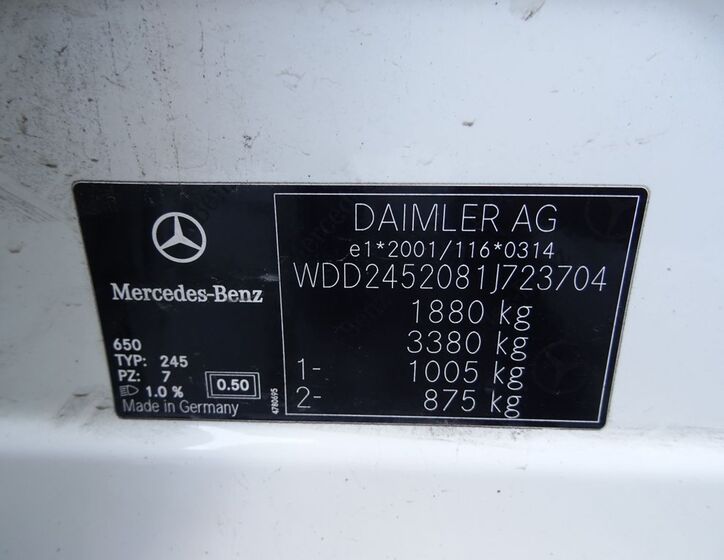 Mercedes-Benz
650
TYP: 245
PZ: 7
1.0 %
0.50
Made in Germany
4780695
DAIMLER AG
e1*2001/116*0314
WDD2452081J723704
1880 kg
3380 kg
1- 1005 kg
2- 875 kg